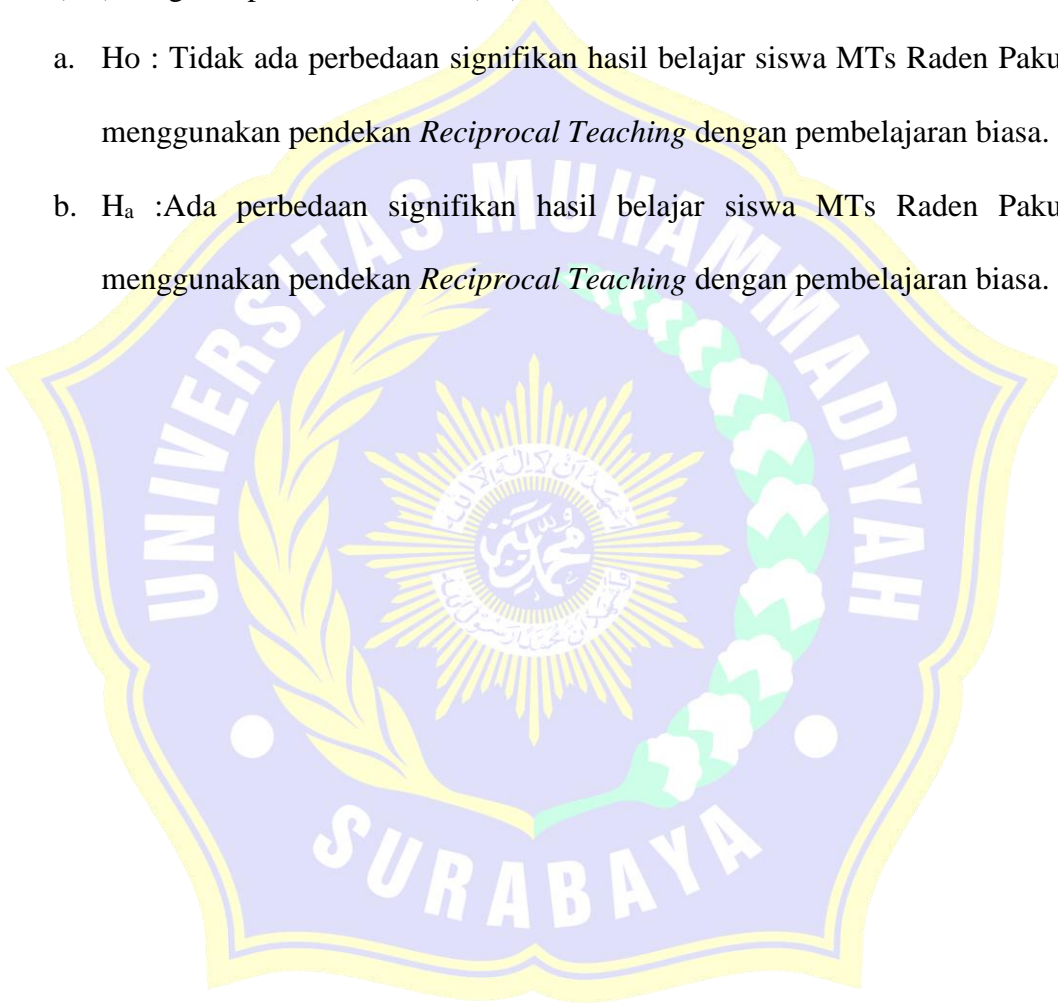 a. Ho : Tidak ada perbedaan signifikan hasil belajar siswa MTs Raden Paku
menggunakan pendekan Reciprocal Teaching dengan pembelajaran biasa.
b. Hₐ :Ada perbedaan signifikan hasil belajar siswa MTs Raden Paku
menggunakan pendekan Reciprocal Teaching dengan pembelajaran biasa.
UNIVERSITAS MUHAMMADIYAH
SURABAYA